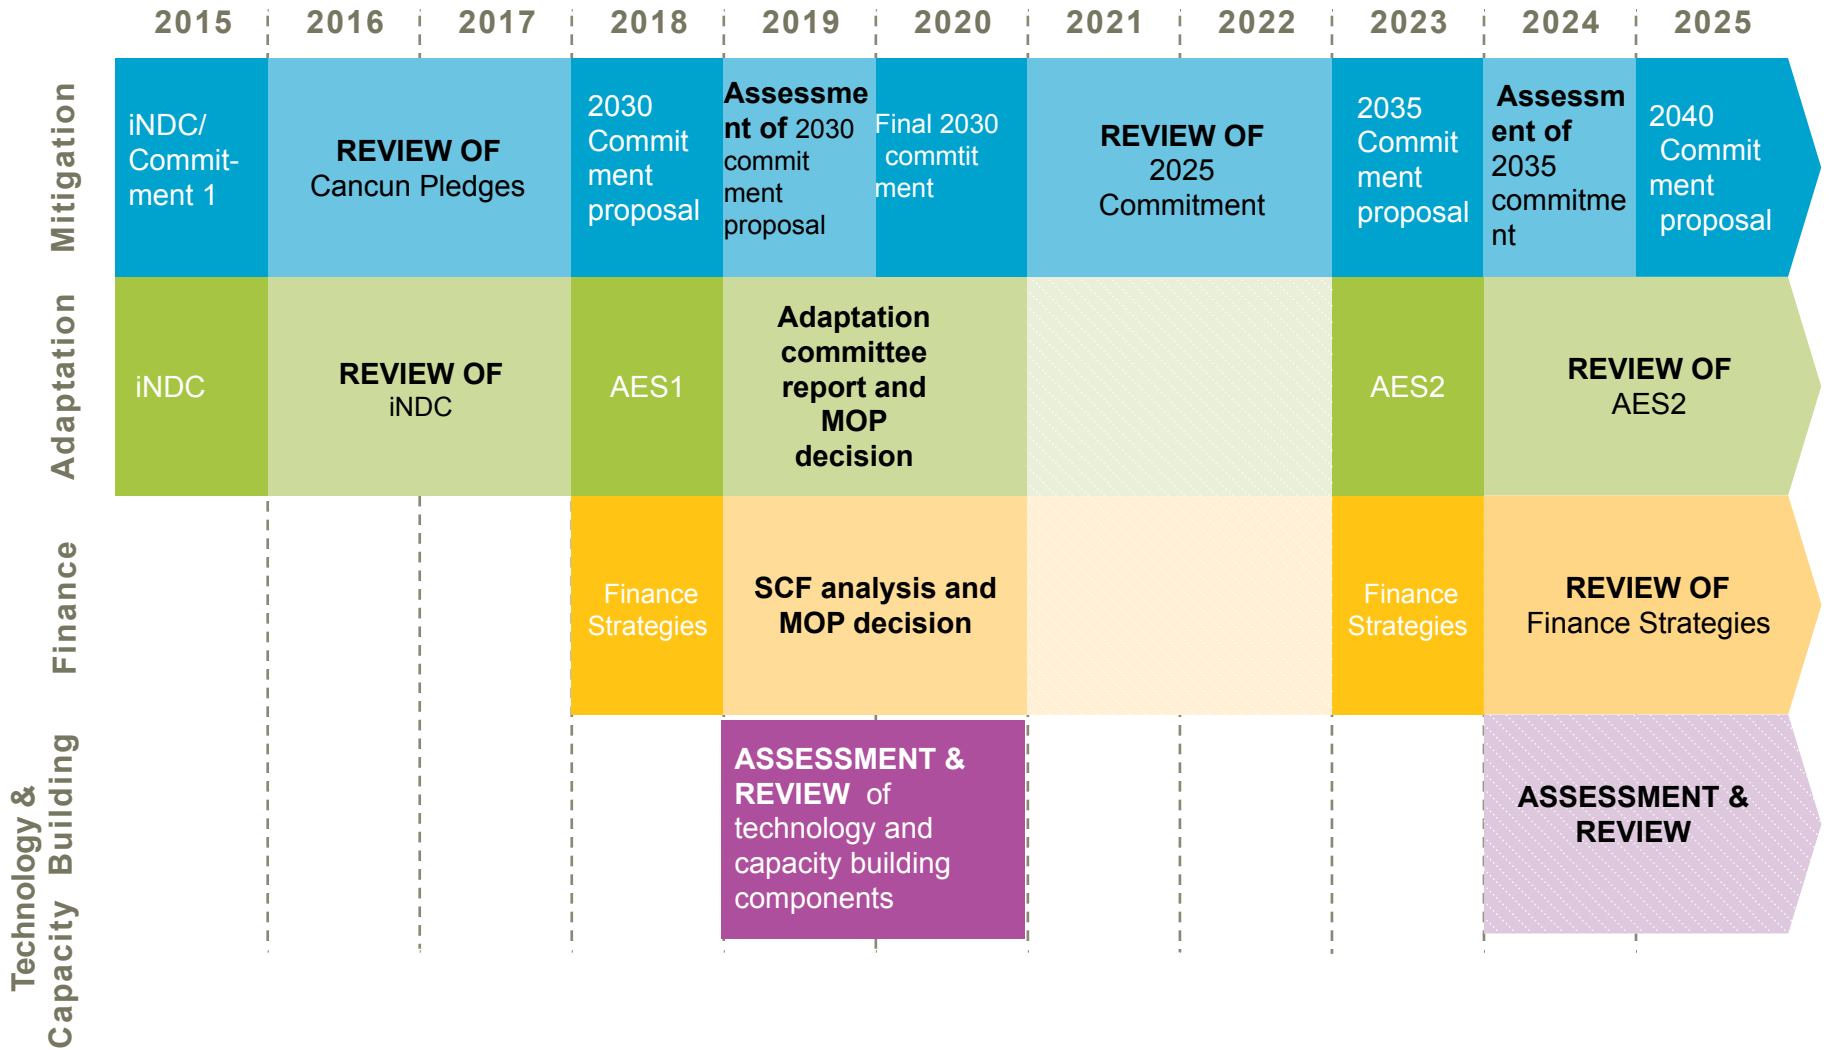 2015 2016 2017 2018 2019 2020 2021 2022 2023 2024 2025
Mitigation
iNDC/
Commit-
ment 1
REVIEW OF
Cancun Pledges
2030
Commit
ment
proposal
Assessme
nt of 2030
commit
ment
proposal
Final 2030
commtit
ment
REVIEW OF
2025
Commitment
2035
Commit
ment
proposal
Assessm
ent of
2035
commitme
nt
2040
Commit
ment
proposal
Adaptation
iNDC
REVIEW OF
iNDC
AES1
Adaptation
committee
report and
MOP
decision
AES2
REVIEW OF
AES2
Finance
Finance
Strategies
SCF analysis and
MOP decision
Finance
Strategies
REVIEW OF
Finance Strategies
Technology &
Capacity Building
ASSESSMENT &
REVIEW of
technology and
capacity building
components
ASSESSMENT &
REVIEW